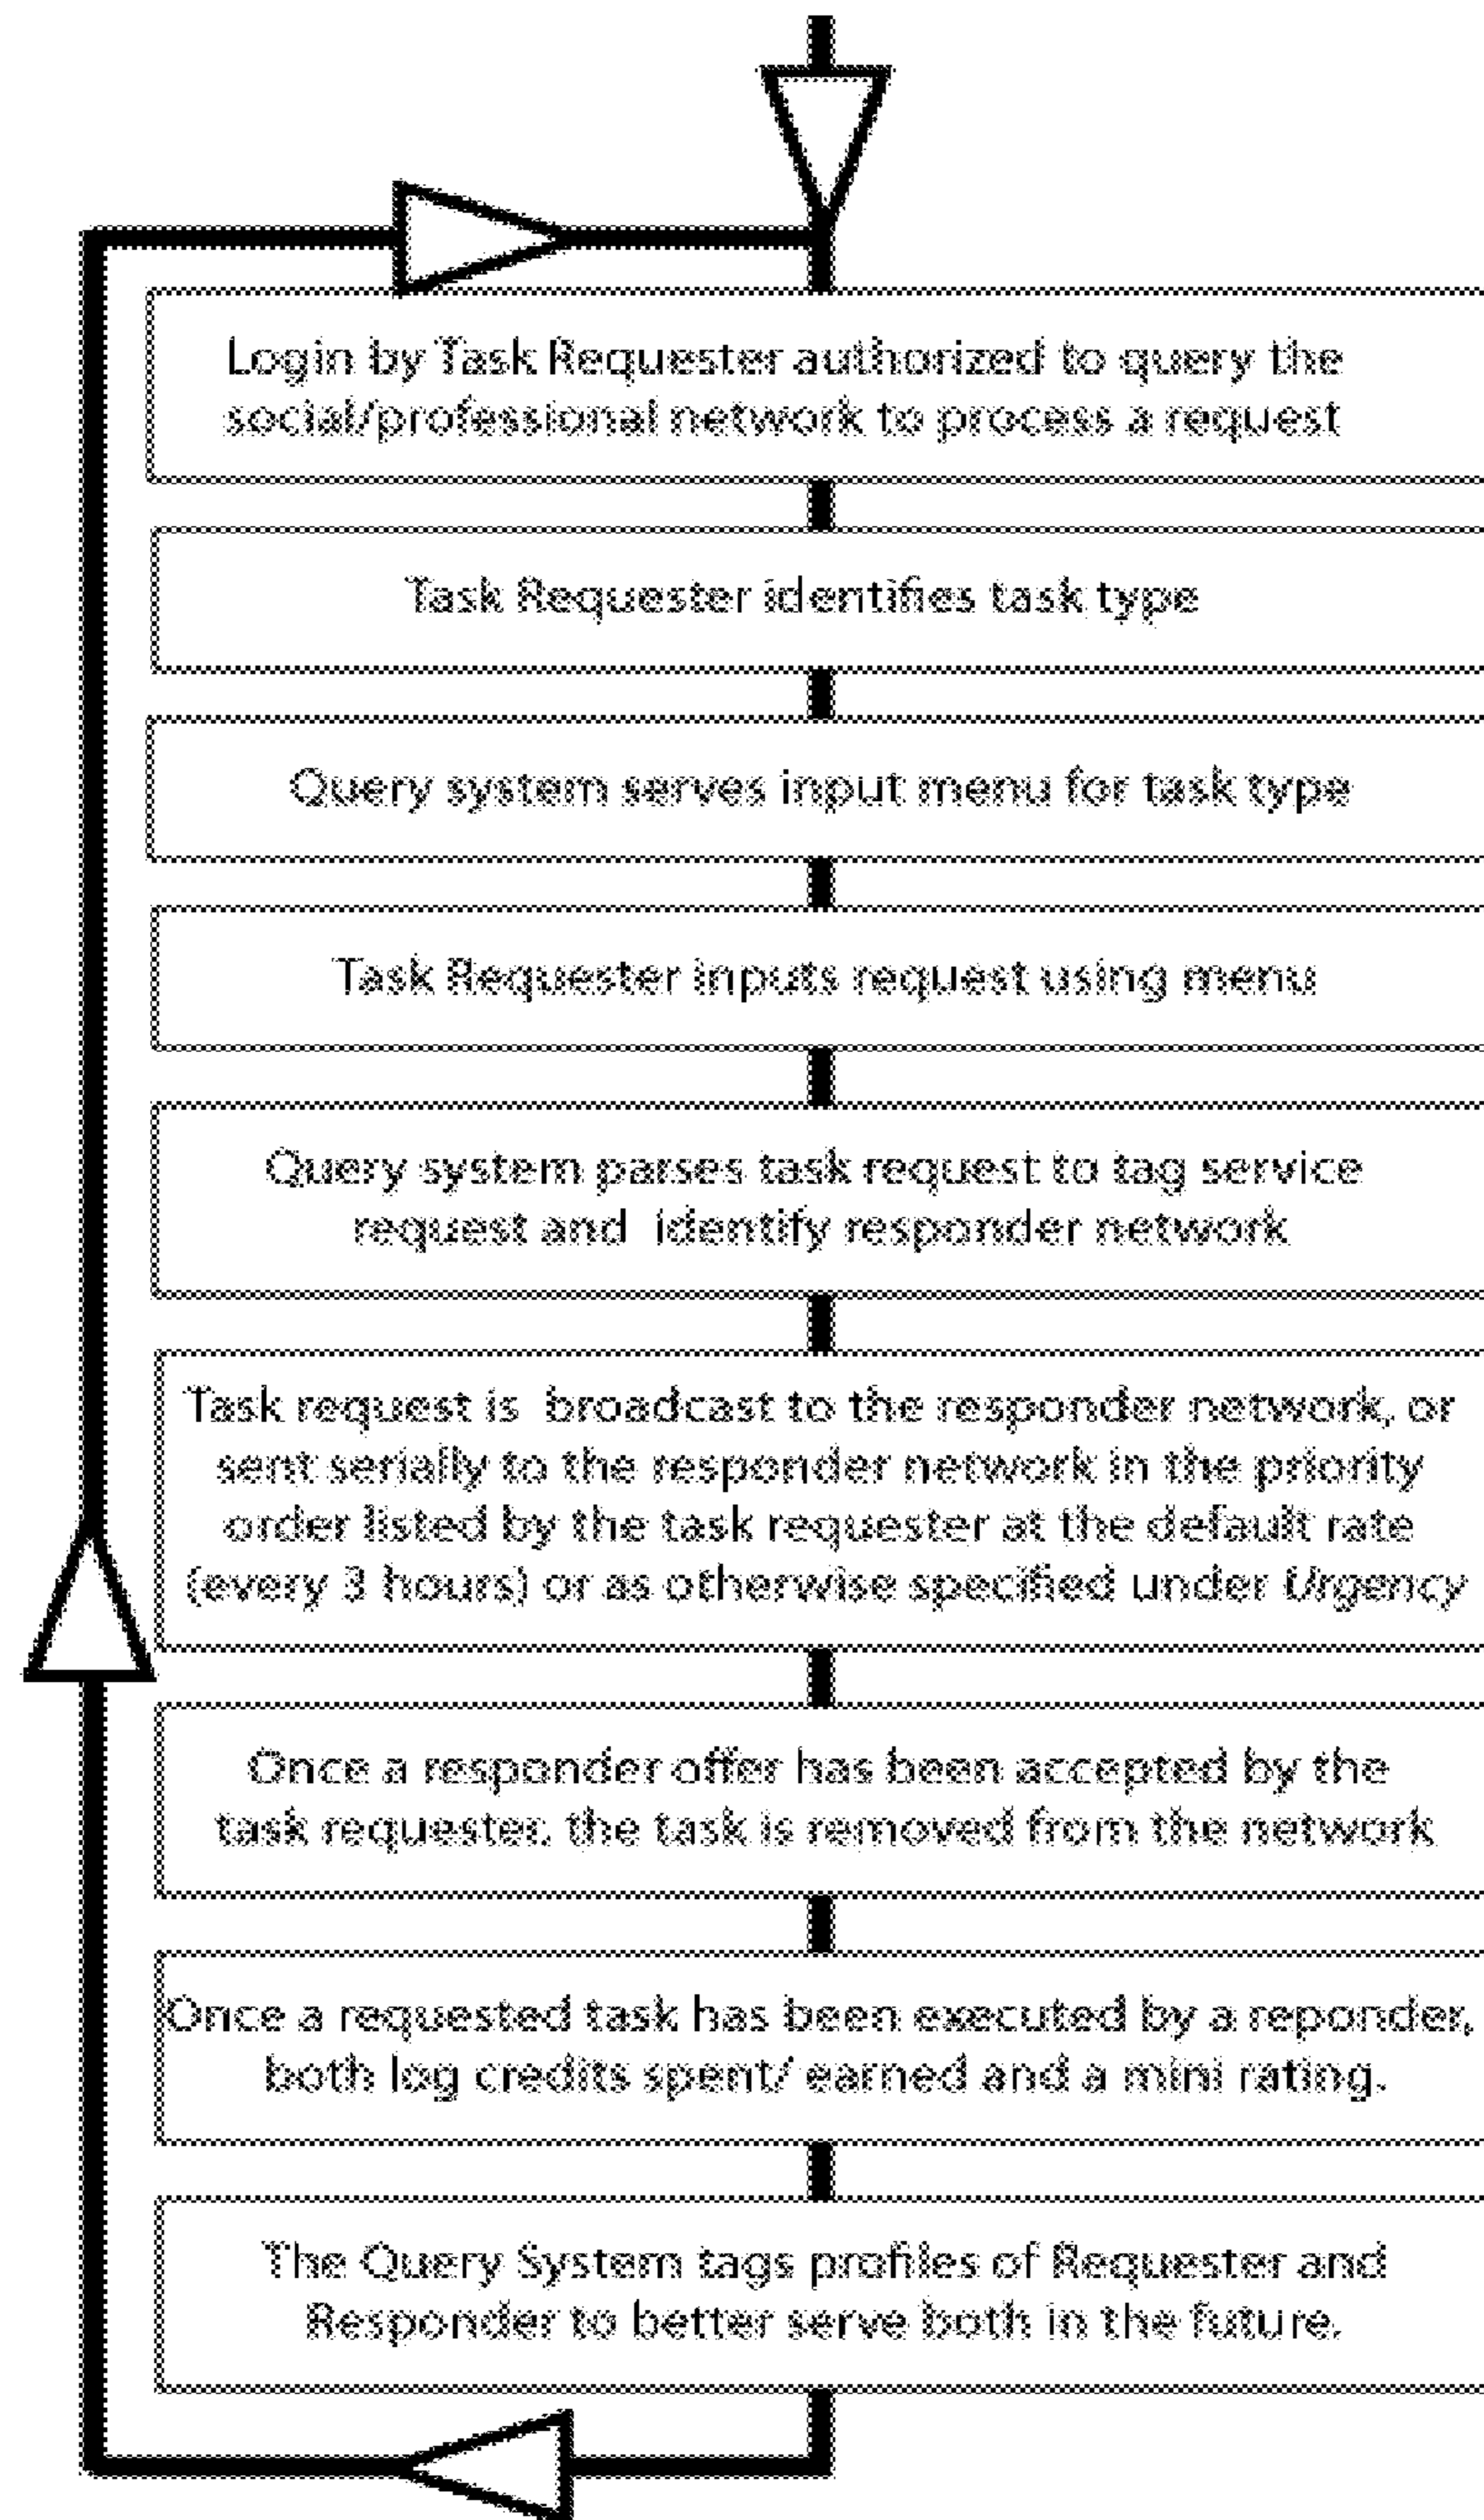 Login by Task Requester authorized to query the
social/professional network to process a request
Task Requester identifies task type
Query system serves input menu for task type
Task Requester inputs request using menu
Query system parses task request to tag service
request and identify responder network
Task request is broadcast to the responder network, or
sent serially to the responder network in the priority
order listed by the task requester at the default rate
(every 3 hours) or as otherwise specified under Urgency
Once a responder offer has been accepted by the
task requester, the task is removed from the network
Once a requested task has been executed by a reponder,
both log credits spent/ earned and a mini rating.
The Query System tags profiles of Requester and
Responder to better serve both in the future.